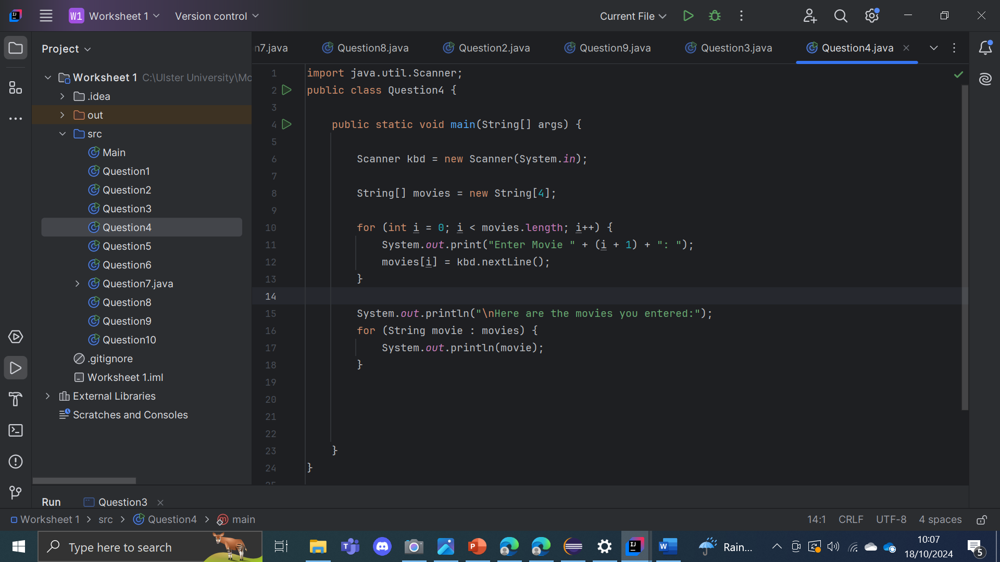 W1 Worksheet 1 Version control Current File
Project
n7.java Question8.java Question2.java Question9.java Question3.java Question4.java
Worksheet 1 C:\Ulster University\Mo
.idea
out
src
Main
Question1
Question2
Question3
Question4
Question5
Question6
Question7.java
Question8
Question9
Question10
.gitignore
Worksheet 1.iml
External Libraries
Scratches and Consoles
1 import java.util.Scanner;
2 public class Question4 {
3
4 public static void main(String[] args) {
5
6 Scanner kbd = new Scanner(System.in);
7
8 String[] movies = new String[4];
9
10 for (int i = 0; i < movies.length; i++) {
11 System.out.print("Enter Movie " + (i + 1) + ": ");
12 movies[i] = kbd.nextLine();
13 }
14
15 System.out.println("\nHere are the movies you entered:");
16 for (String movie : movies) {
17 System.out.println(movie);
18 }
19
20
21
22
23 }
24 }
Run Question3
Worksheet 1 > src > Question4 > main
14:1 CRLF UTF-8 4 spaces
Type here to search
Rain...
10:07
18/10/2024
5